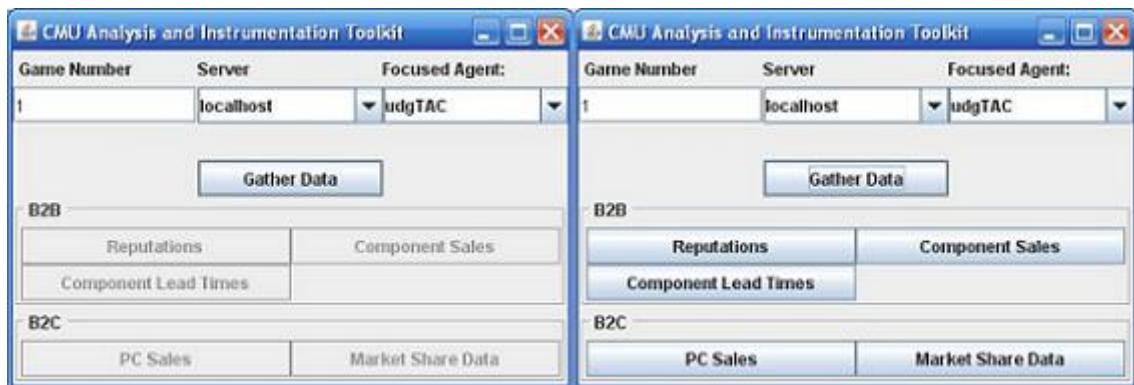 CMU Analysis and Instrumentation Toolkit
Game Number Server Focused Agent:
1 localhost udgTAC
Gather Data
B2B
Reputations Component Sales
Component Lead Times
B2C
PC Sales Market Share Data
CMU Analysis and Instrumentation Toolkit
Game Number Server Focused Agent:
1 localhost udgTAC
Gather Data
B2B
Reputations Component Sales
Component Lead Times
B2C
PC Sales Market Share Data